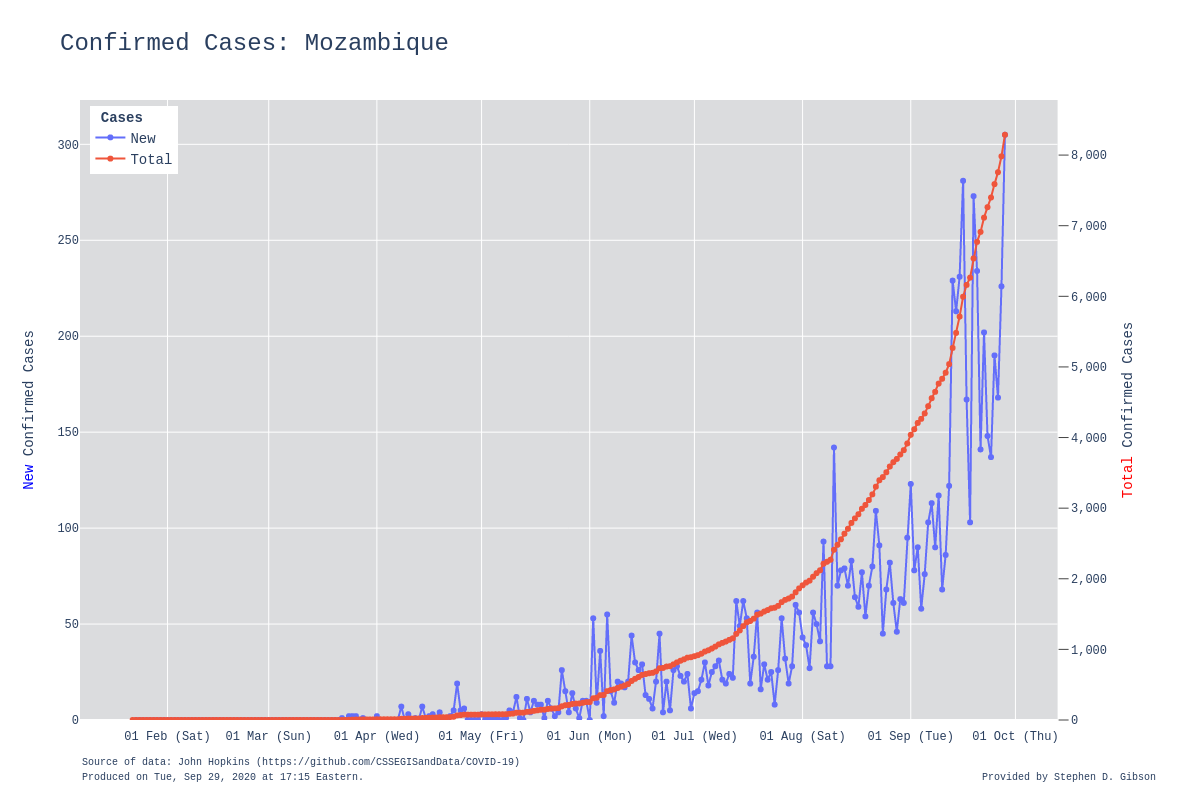 Confirmed Cases: Mozambique
Cases
New
Total
300
250
200
150
100
50
0
New Confirmed Cases
8,000
7,000
6,000
5,000
4,000
3,000
2,000
1,000
0
Total Confirmed Cases
01 Feb (Sat) 01 Mar (Sun) 01 Apr (Wed) 01 May (Fri) 01 Jun (Mon) 01 Jul (Wed) 01 Aug (Sat) 01 Sep (Tue) 01 Oct (Thu)
Source of data: John Hopkins (https://github.com/CSSEGISandData/COVID-19)
Produced on Tue, Sep 29, 2020 at 17:15 Eastern.
Provided by Stephen D. Gibson